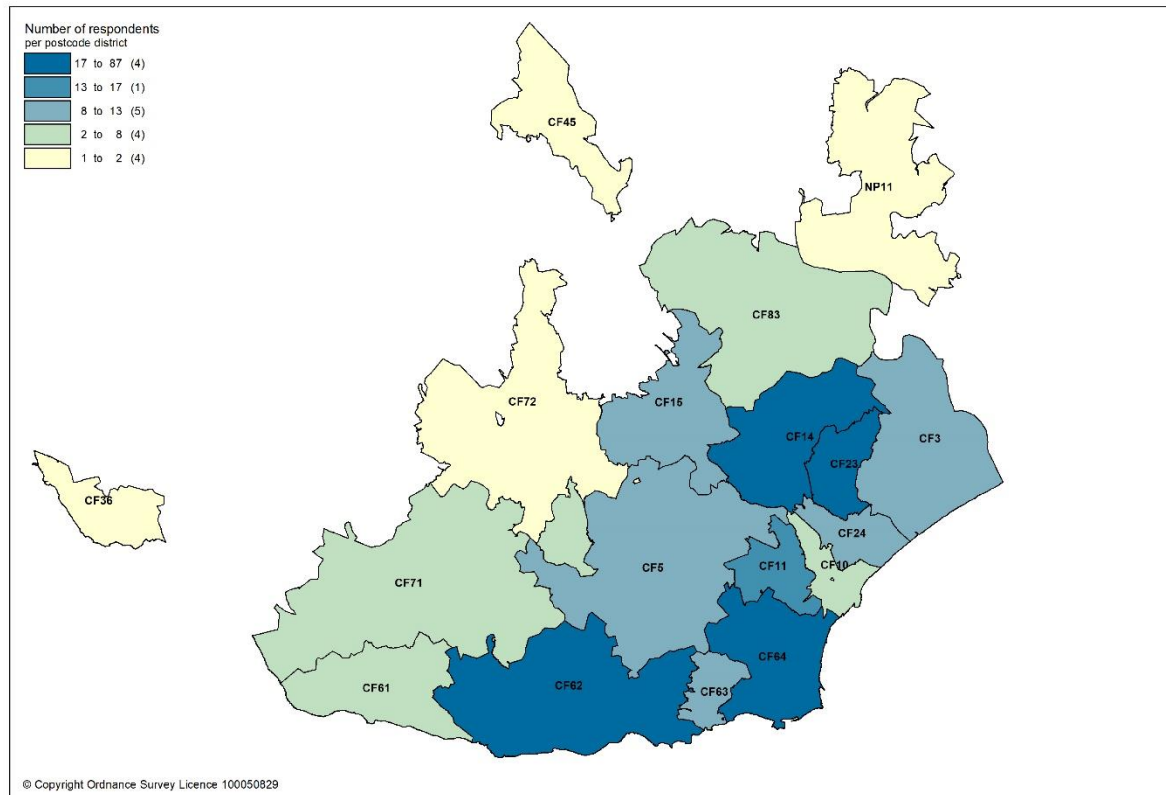 Number of respondents
per postcode district
17 to 87 (4)
13 to 17 (1)
8 to 13 (5)
2 to 8 (4)
1 to 2 (4)
CF45
NP11
CF83
CF72
CF15
CF14
CF3
CF23
CF36
CF24
CF11
CF10
CF5
CF71
CF64
CF61
CF62
CF63
© Copyright Ordnance Survey Licence 100050829